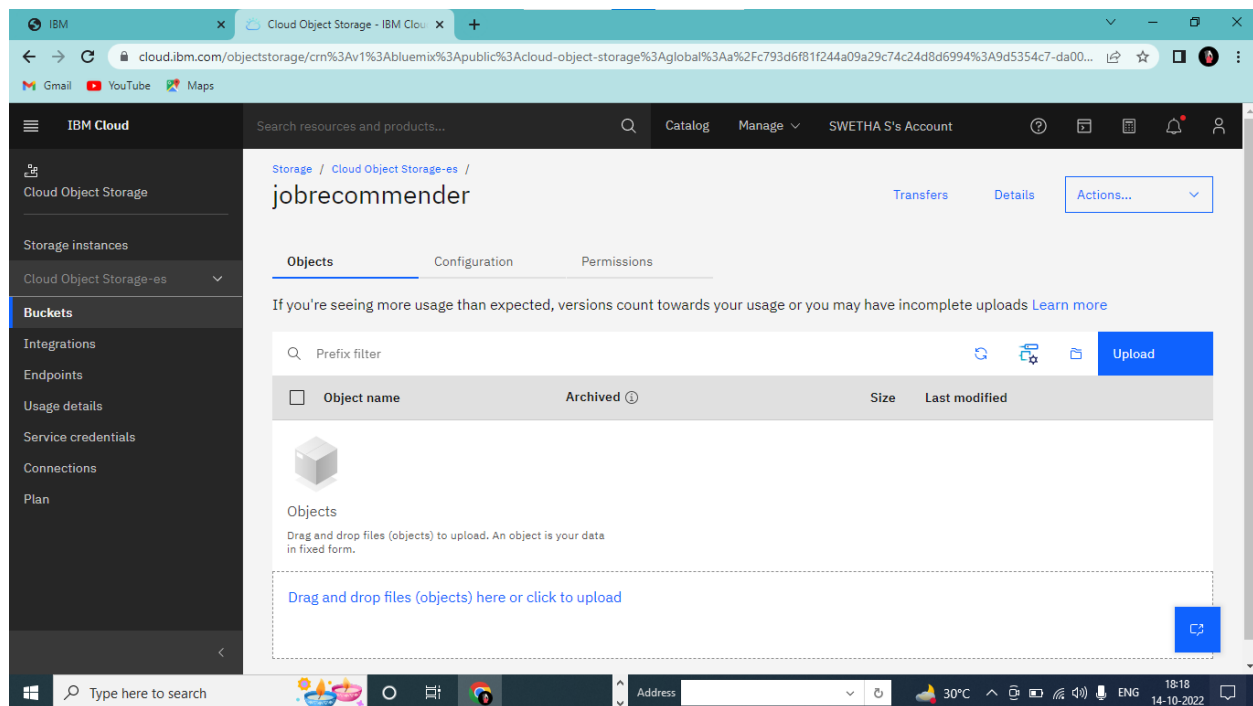 IBM
Cloud Object Storage - IBM Clou
cloud.ibm.com/objectstorage/crn%3Av1%3Abluemix%3Apublic%3Acloud-object-storage%3Aglobal%3Aa%2Fc793d6f81f244a09a29c74c24d8d6994%3A9d5354c7-da00...
Gmail YouTube Maps
IBM Cloud
Search resources and products...
Catalog Manage SWETHA S's Account
Cloud Object Storage
Storage instances
Cloud Object Storage-es
Buckets
Integrations
Endpoints
Usage details
Service credentials
Connections
Plan
Storage / Cloud Object Storage-es /
jobrecommender
Transfers Details Actions...
Objects Configuration Permissions
If you're seeing more usage than expected, versions count towards your usage or you may have incomplete uploads Learn more
Prefix filter
Upload
Object name Archived Size Last modified
Objects
Drag and drop files (objects) to upload. An object is your data
in fixed form.
Drag and drop files (objects) here or click to upload
Type here to search
Address
30°C
ENG
18:18
14-10-2022